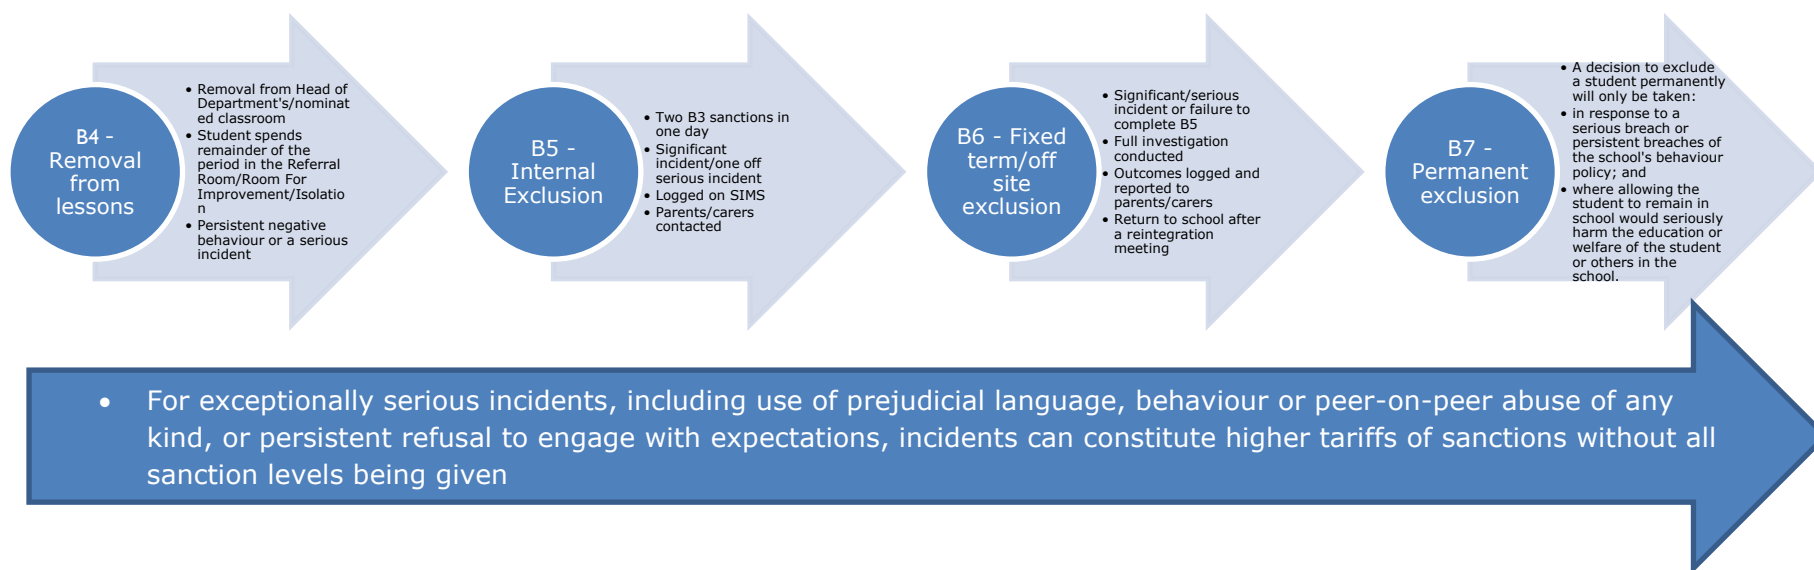 B4 -
Removal
from
lessons
• Removal from Head of
Department's/nominat
ed classroom
• Student spends
remainder of the
period in the Referral
Room/Room For
Improvement/Isolatio
n
• Persistent negative
behaviour or a serious
incident
B5 -
Internal
Exclusion
• Two B3 sanctions in
one day
• Significant
incident/one off
serious incident
• Logged on SIMS
• Parents/carers
contacted
B6 - Fixed
term/off
site
exclusion
• Significant/serious
incident or failure to
complete B5
• Full investigation
conducted
• Outcomes logged and
reported to
parents/carers
• Return to school after
a reintegration
meeting
B7 -
Permanent
exclusion
• A decision to exclude
a student permanently
will only be taken:
• in response to a
serious breach or
persistent breaches of
the school's behaviour
policy; and
• where allowing the
student to remain in
school would seriously
harm the education or
welfare of the student
or others in the
school.
• For exceptionally serious incidents, including use of prejudicial language, behaviour or peer-on-peer abuse of any
kind, or persistent refusal to engage with expectations, incidents can constitute higher tariffs of sanctions without all
sanction levels being given